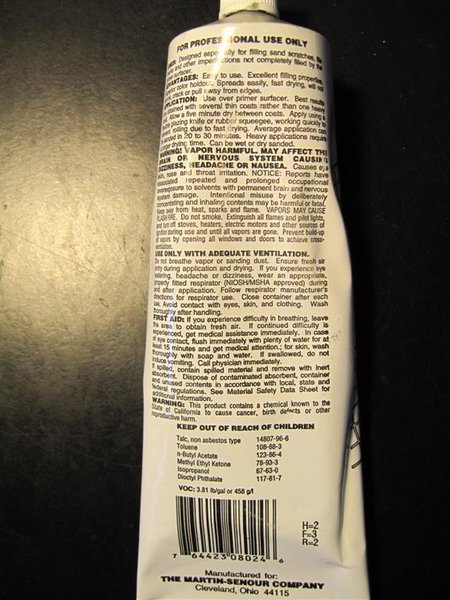 FOR PROFESSIONAL USE ONLY
Designed especially for filling sand scratches,
and other imperfections not completely filled by the
surfacer.
ADVANTAGES: Easy to use. Excellent filling properties,
color holdout. Spreads easily, fast drying, will not
crack or pull away from edges.
APPLICATION: Use over primer surfacer. Best results
obtained with several thin coats rather than one heavy
Allow a five minute dry between coats. Apply using a
glazing knife or rubber squeegee, working quickly to
rolling due to fast drying. Average application can
sanded in 20 to 30 minutes. Heavy applications require
drying time. Can be wet or dry sanded.
WARNING! VAPOR HARMFUL. MAY AFFECT THE
BRAIN OR NERVOUS SYSTEM CAUSING
DIZZINESS, HEADACHE OR NAUSEA. Causes eye,
skin, nose and throat irritation. NOTICE: Reports have
associated repeated and prolonged occupational
overexposure to solvents with permanent brain and nervous
system damage. Intentional misuse by deliberately
concentrating and inhaling contents may be harmful or fatal.
Keep away from heat, sparks and flame. VAPORS MAY CAUSE
FLASH FIRE. Do not smoke. Extinguish all flames and pilot lights,
and turn off stoves, heaters, electric motors and other sources of
ignition during use and until all vapors are gone. Prevent build-up
of vapors by opening all windows and doors to achieve cross-
ventilation.
USE ONLY WITH ADEQUATE VENTILATION.
Do not breathe vapor or sanding dust. Ensure fresh air
entry during application and drying. If you experience eye
watering, headache or dizziness, wear an appropriate,
properly fitted respirator (NIOSH/MSHA approved) during
and after application. Follow respirator manufacturer's
directions for respirator use. Close container after each
use. Avoid contact with eyes, skin, and clothing. Wash
thoroughly after handling.
FIRST AID: If you experience difficulty in breathing, leave
the area to obtain fresh air. If continued difficulty is
experienced, get medical assistance immediately. In case
of eye contact, flush immediately with plenty of water for at
least 15 minutes and get medical attention.; for skin, wash
thoroughly with soap and water. If swallowed, do not
induce vomiting. Call physician immediately.
If spilled, contain spilled material and remove with inert
absorbent. Dispose of contaminated absorbent, container
and unused contents in accordance with local, state and
federal regulations. See Material Safety Data Sheet for
additional information.
WARNING: This product contains a chemical known to the
State of California to cause cancer, birth defects or other
reproductive harm.
KEEP OUT OF REACH OF CHILDREN
Talc, non asbestos type 14807-96-6
Toluene 108-88-3
n-Butyl Acetate 123-86-4
Methyl Ethyl Ketone 78-93-3
Isopropanol 67-63-0
Dioctyl Phthalate 117-81-7
VOC: 3.81 lb/gal or 458 g/l
H=2
F=3
R=2
7 64423 08024 6
Manufactured for:
THE MARTIN-SENOUR COMPANY
Cleveland, Ohio 44115